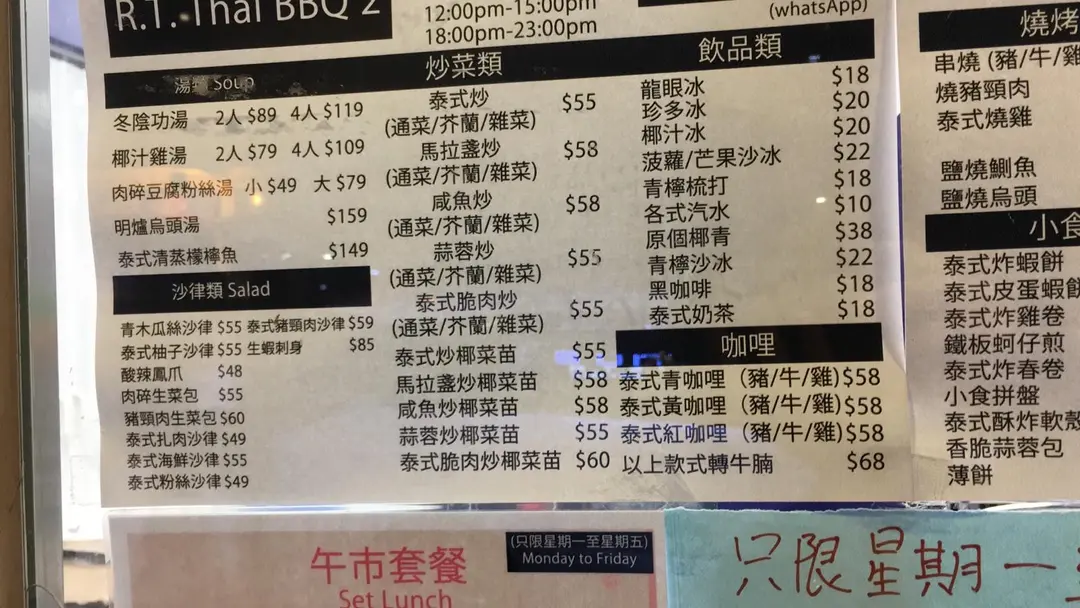 R.T. Thai BBQ 2
12:00pm-15:00pm
18:00pm-23:00pm
(whatsApp)
湯類 Soup
冬陰功湯 2人 $89 4人 $119
椰汁雞湯 2人 $79 4人 $109
肉碎豆腐粉絲湯 小 $49 大 $79
明爐烏頭湯 $159
泰式清蒸檬檸魚 $149
沙律類 Salad
青木瓜絲沙律 $55 泰式豬頸肉沙律 $59
泰式柚子沙律 $55 生蝦刺身 $85
酸辣鳳爪 $48
肉碎生菜包 $55
豬頸肉生菜包 $60
泰式扎肉沙律 $49
泰式海鮮沙律 $55
泰式粉絲沙律 $49
炒菜類
泰式炒 $55
(通菜/芥蘭/雜菜)
馬拉盞炒 $58
(通菜/芥蘭/雜菜)
咸魚炒 $58
(通菜/芥蘭/雜菜)
蒜蓉炒 $55
(通菜/芥蘭/雜菜)
泰式脆肉炒 $55
(通菜/芥蘭/雜菜)
泰式炒椰菜苗 $55
馬拉盞炒椰菜苗 $58
咸魚炒椰菜苗 $58
蒜蓉炒椰菜苗 $55
泰式脆肉炒椰菜苗 $60
飲品類
龍眼冰 $18
珍多冰 $20
椰汁冰 $20
菠蘿/芒果沙冰 $22
青檸梳打 $18
各式汽水 $10
原個椰青 $38
青檸沙冰 $22
黑咖啡 $18
泰式奶茶 $18
咖哩
泰式青咖哩（豬/牛/雞) $58
泰式黃咖哩（豬/牛/雞) $58
泰式紅咖哩（豬/牛/雞) $58
以上款式轉牛腩 $68
燒烤
串燒 (豬/牛/雞
燒豬頸肉
泰式燒雞
鹽燒鰂魚
鹽燒烏頭
小食
泰式炸蝦餅
泰式皮蛋蝦餅
泰式炸雞卷
鐵板蚵仔煎
泰式炸春卷
小食拼盤
泰式酥炸軟殼
香脆蒜蓉包
薄餅
午市套餐
Set Lunch
(只限星期一至星期五)
Monday to Friday
只限星期一